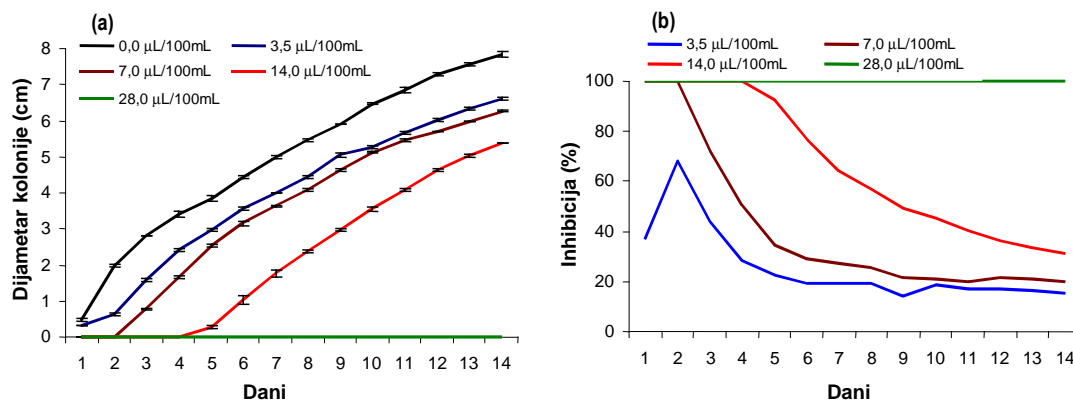 (a)
0,0 µL/100mL 3,5 µL/100mL
7,0 µL/100mL 14,0 µL/100mL
28,0 µL/100mL
Dijametar kolonije (cm)
8
7
6
5
4
3
2
1
0
1 2 3 4 5 6 7 8 9 10 11 12 13 14
Dani
(b)
3,5 µL/100mL 7,0 µL/100mL
14,0 µL/100mL 28,0 µL/100mL
Inhibicija (%)
100
80
60
40
20
0
1 2 3 4 5 6 7 8 9 10 11 12 13 14
Dani